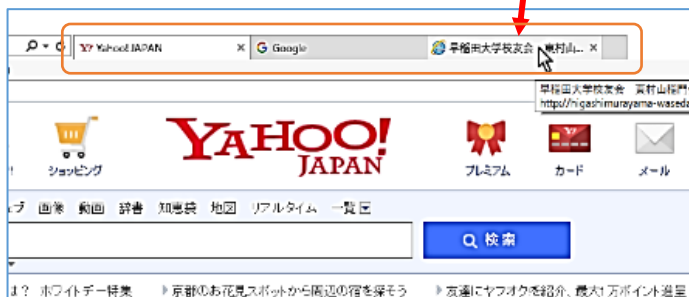 Yahoo! JAPAN × Google 早稲田大学校友会 東村山... ×
早稲田大学校友会 東村山稲門
http://higashimurayama-waseda
YAHOO!
JAPAN
ショッピング プレミアム カード メール
画像 動画 辞書 知恵袋 地図 リアルタイム 一覧
検索
は? ホワイトデー特集 京都のお花見スポットから周辺の宿を探そう 友達にヤフオクを紹介、最大1万ポイント進呈